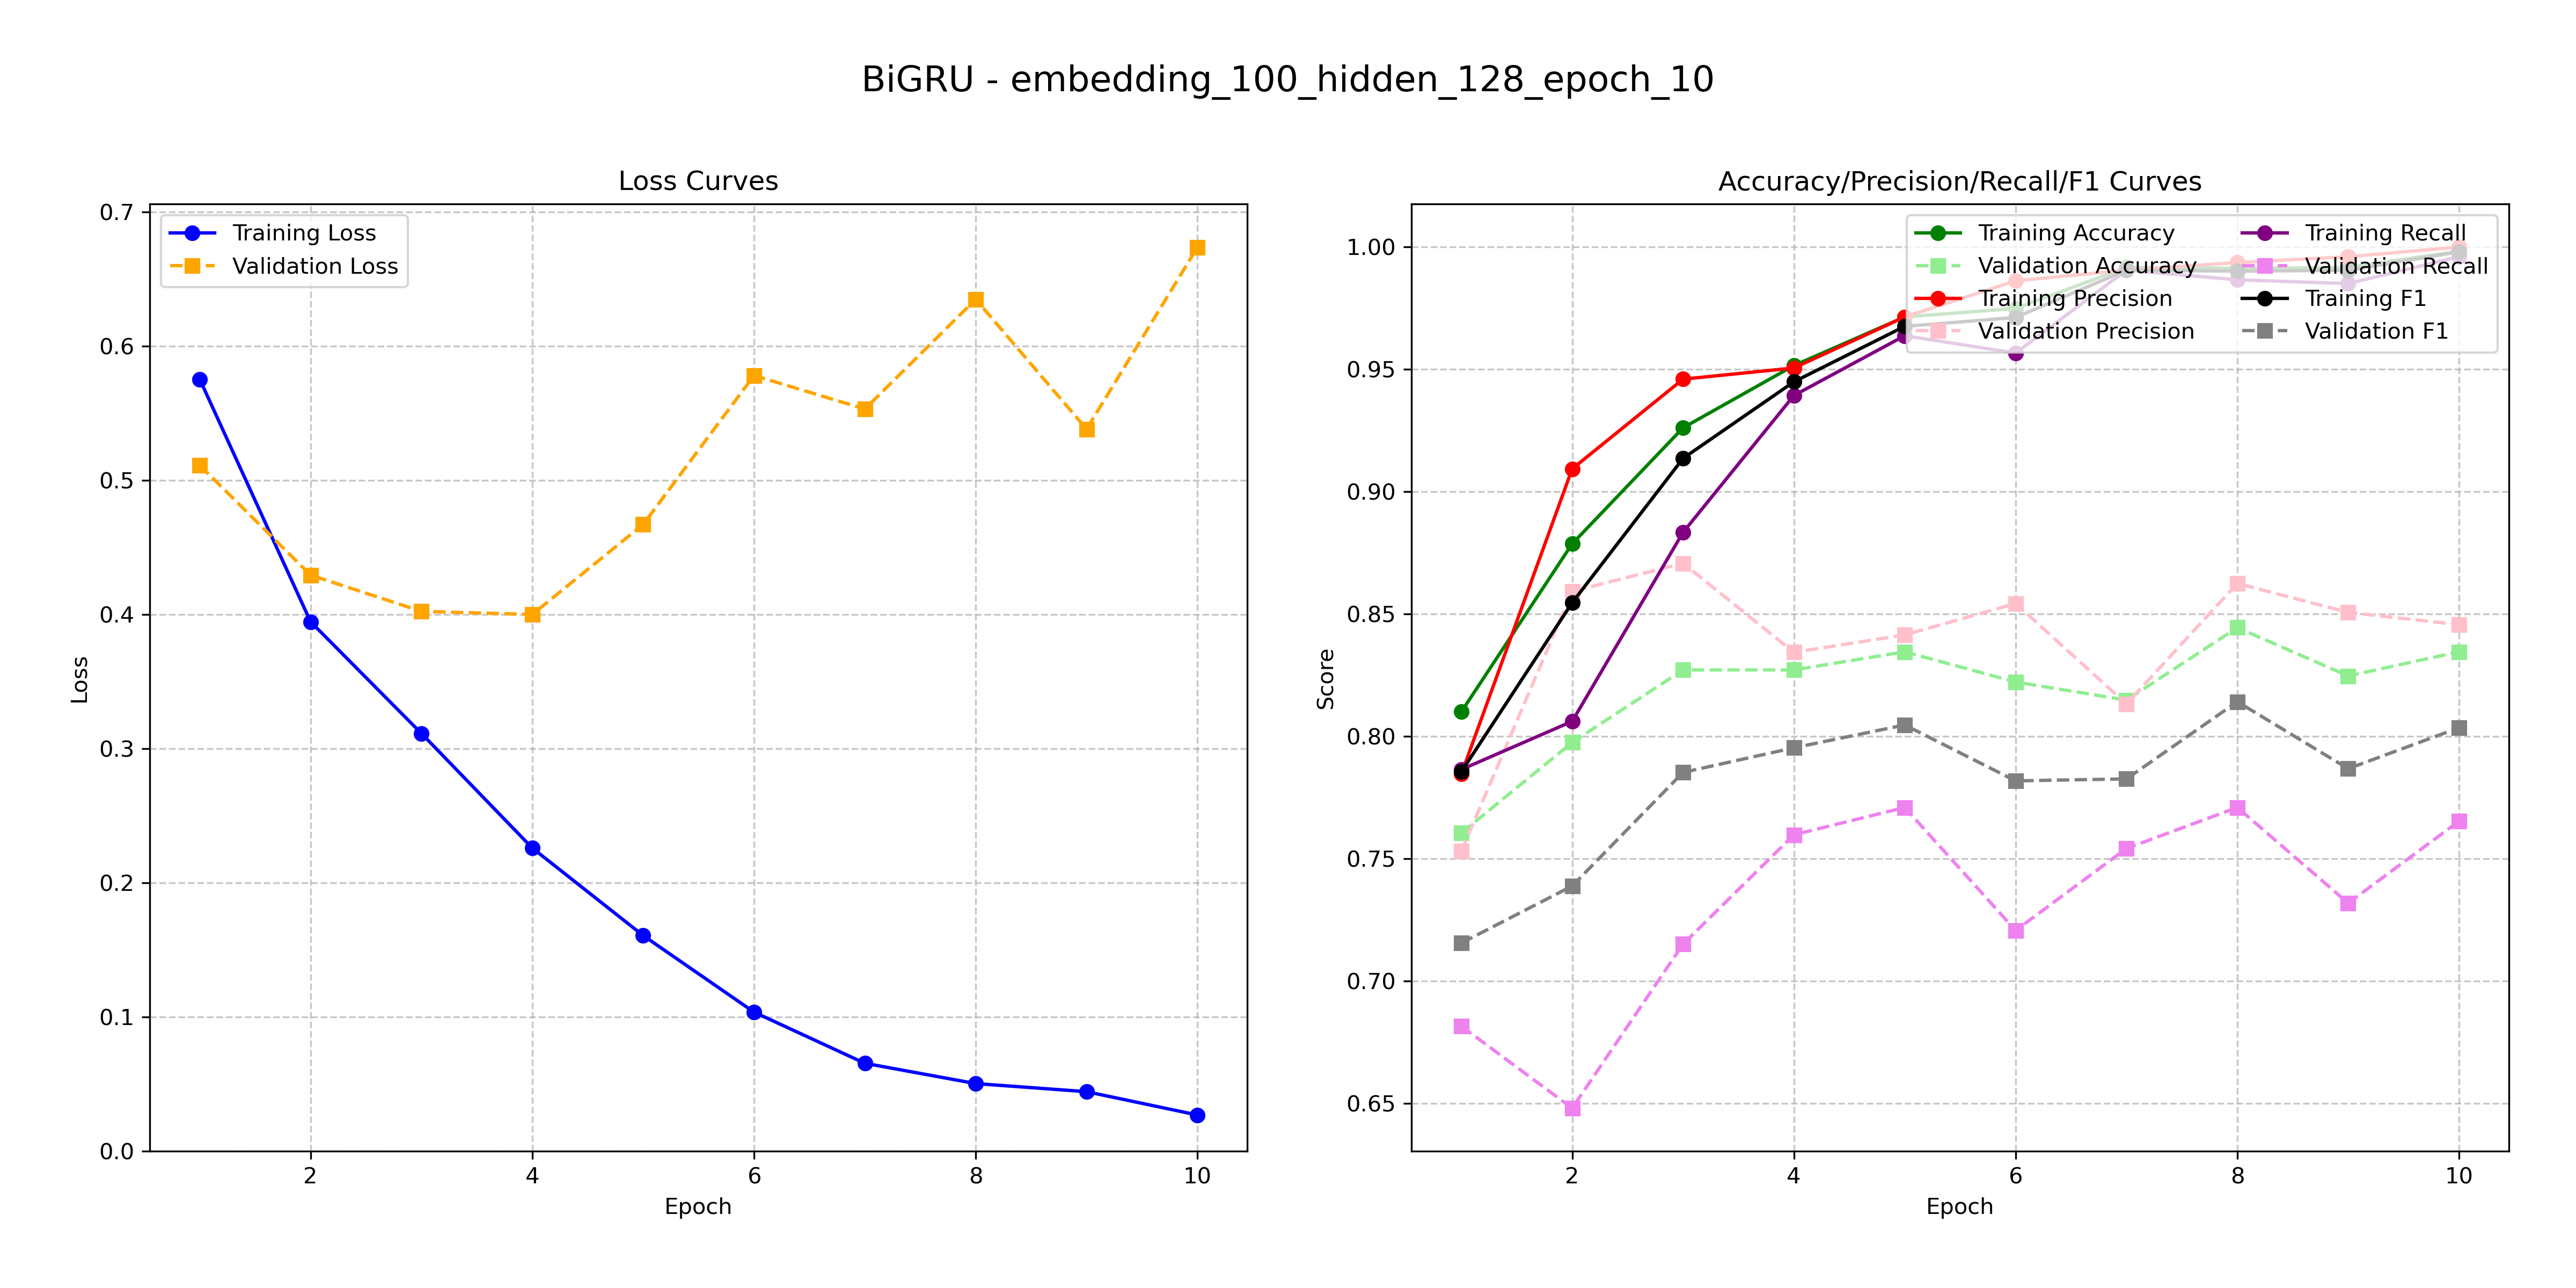 BiGRU - embedding_100_hidden_128_epoch_10
Loss Curves
Training Loss
Validation Loss
0.7
0.6
0.5
0.4
0.3
0.2
0.1
0.0
Loss
2 4 6 8 10
Epoch
Accuracy/Precision/Recall/F1 Curves
Training Accuracy
Validation Accuracy
Training Precision
Validation Precision
Training Recall
Validation Recall
Training F1
Validation F1
1.00
0.95
0.90
0.85
0.80
0.75
0.70
0.65
Score
2 4 6 8 10
Epoch